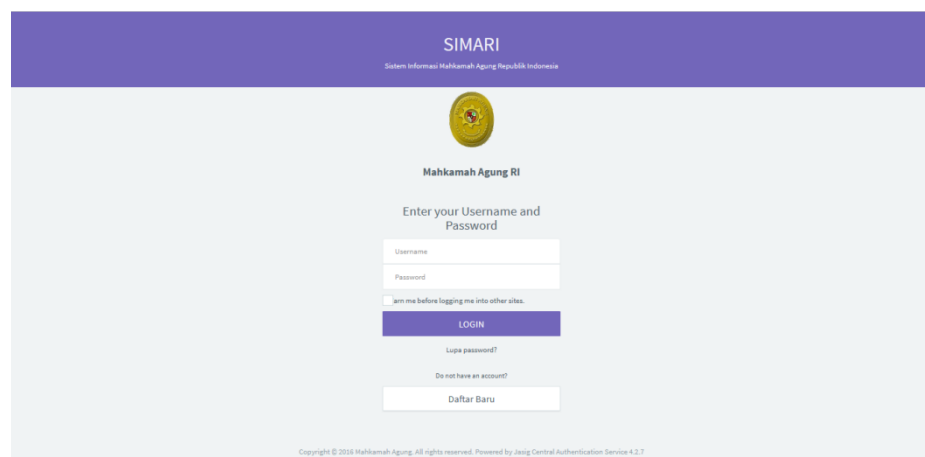 SIMARI
Sistem Informasi Mahkamah Agung Republik Indonesia
Mahkamah Agung RI
Enter your Username and
Password
Username
Password
arn me before logging me into other sites.
LOGIN
Lupa password?
Do not have an account?
Daftar Baru
Copyright © 2016 Mahkamah Agung. All rights reserved. Powered by Jasig Central Authentication Service 4.2.7